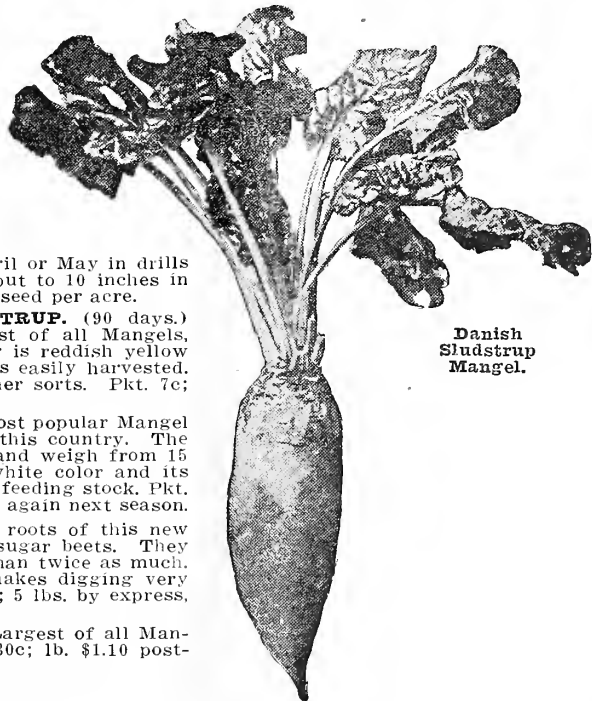 ril or May in drills
out to 10 inches in
seed per acre.
TRUP. (90 days.)
st of all Mangels,
r is reddish yellow
s easily harvested.
her sorts. Pkt. 7c;
ost popular Mangel
this country. The
and weigh from 15
white color and its
feeding stock. Pkt.
again next season.
roots of this new
sugar beets. They
han twice as much.
nakes digging very
; 5 lbs. by express,
Largest of all Man-
30c; lb. $1.10 post-
Danish
Sludstrup
Mangel.